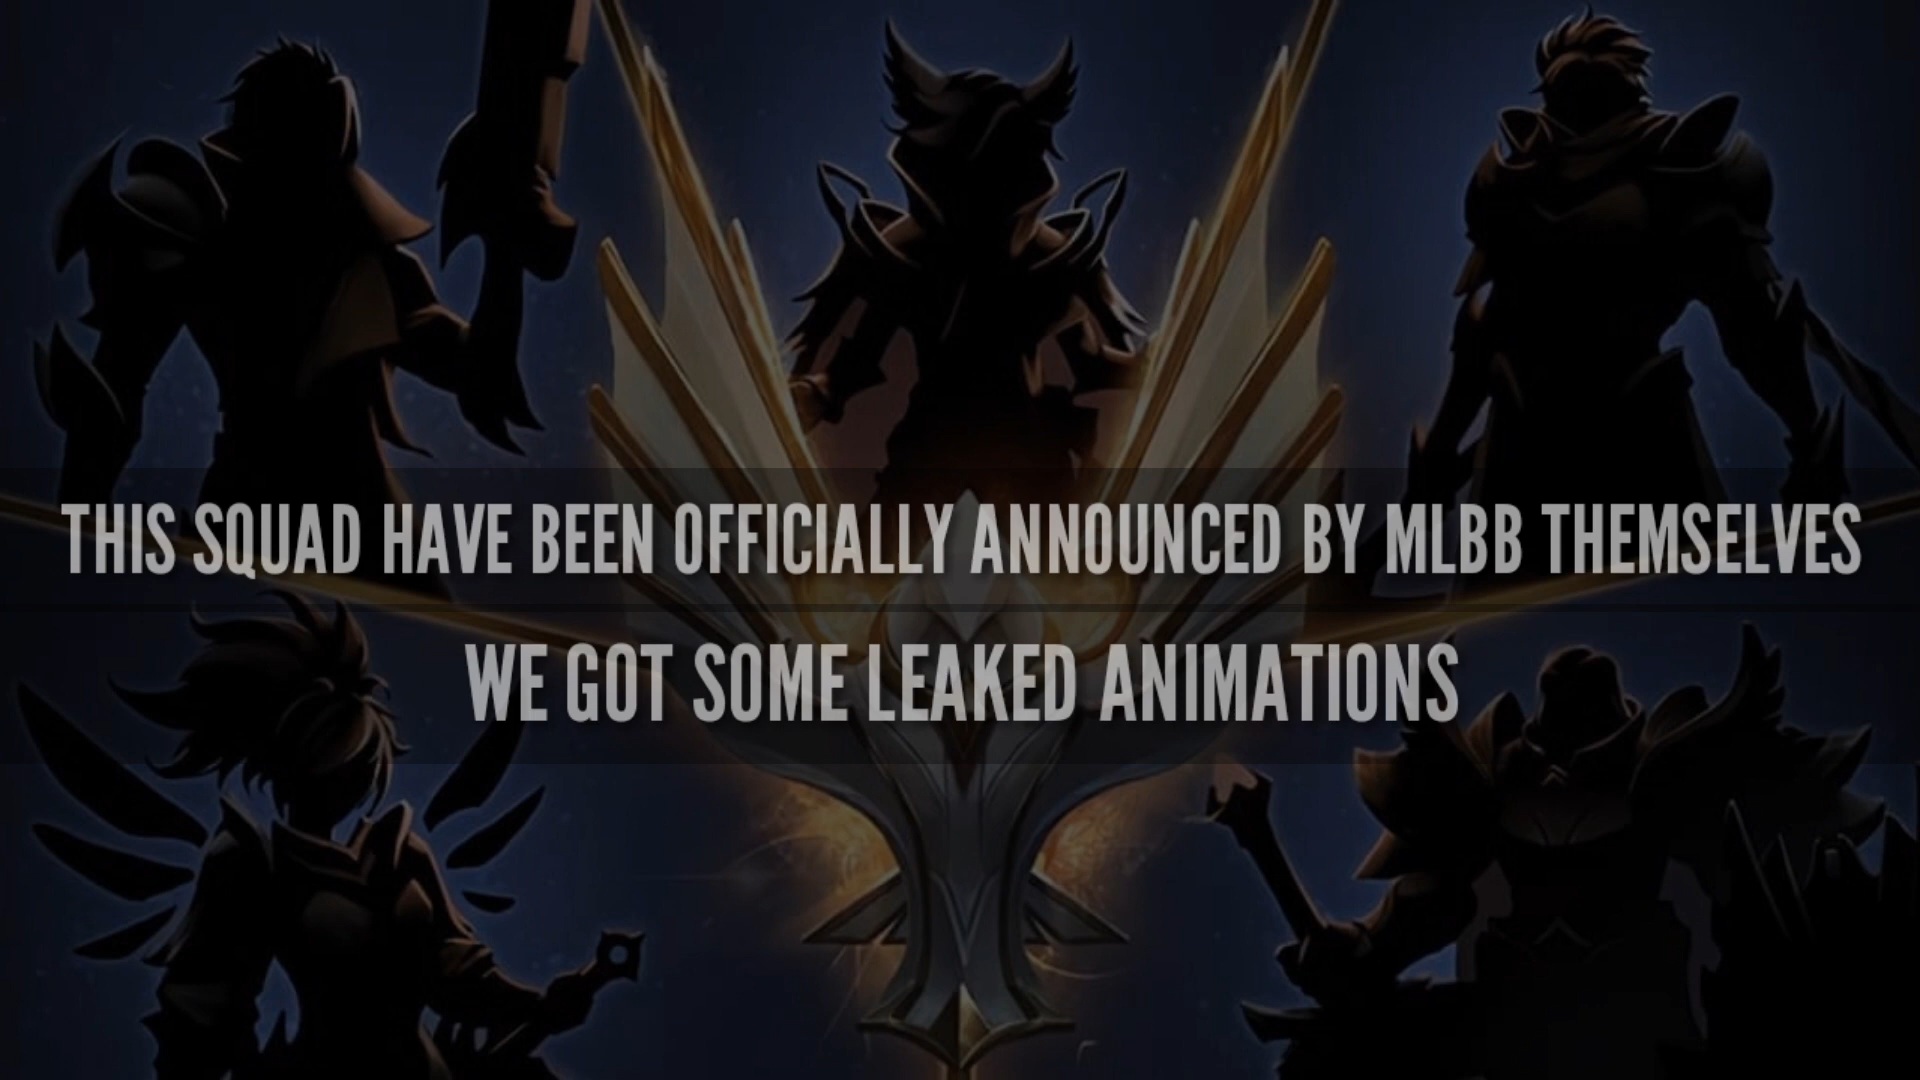 THIS SQUAD HAVE BEEN OFFICIALLY ANNOUNCED BY MLBB THEMSELVES
WE GOT SOME LEAKED ANIMATIONS